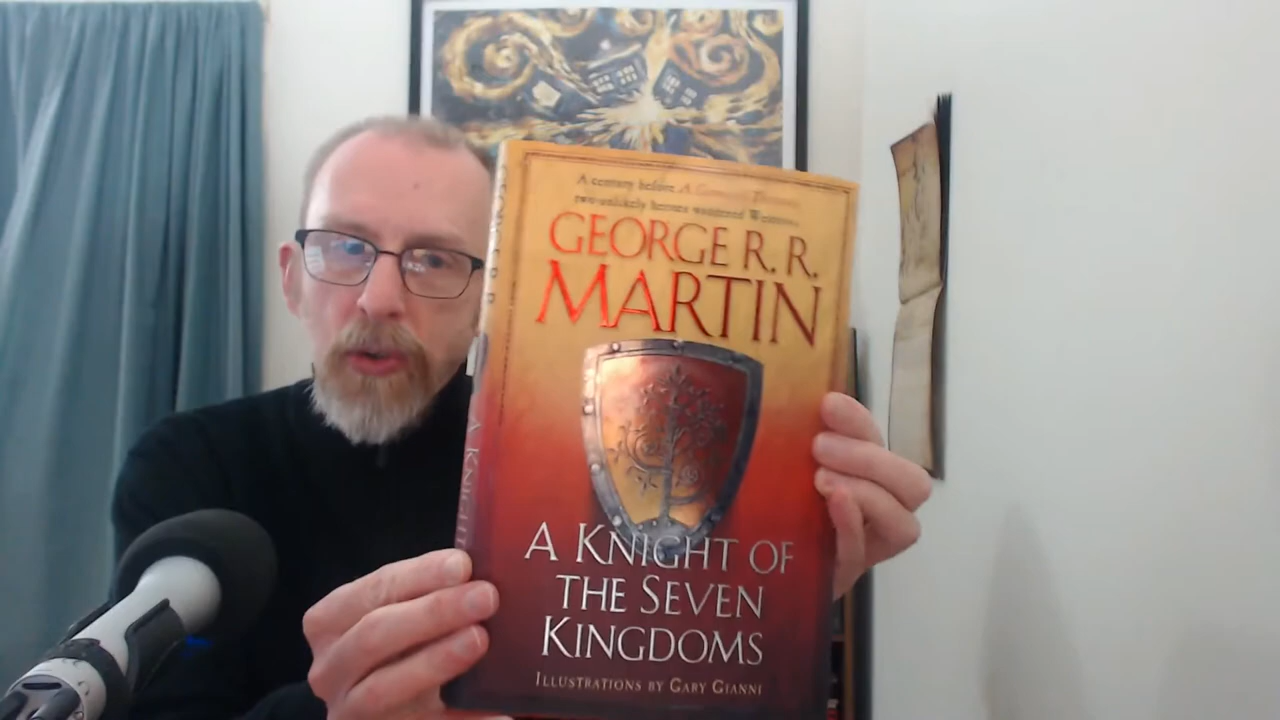 A century before A Game of Thrones,
two unlikely heroes wandered Westeros.
GEORGE R. R.
MARTIN
A KNIGHT OF
THE SEVEN
KINGDOMS
ILLUSTRATIONS BY GARY GIANNI
A KNIGHT